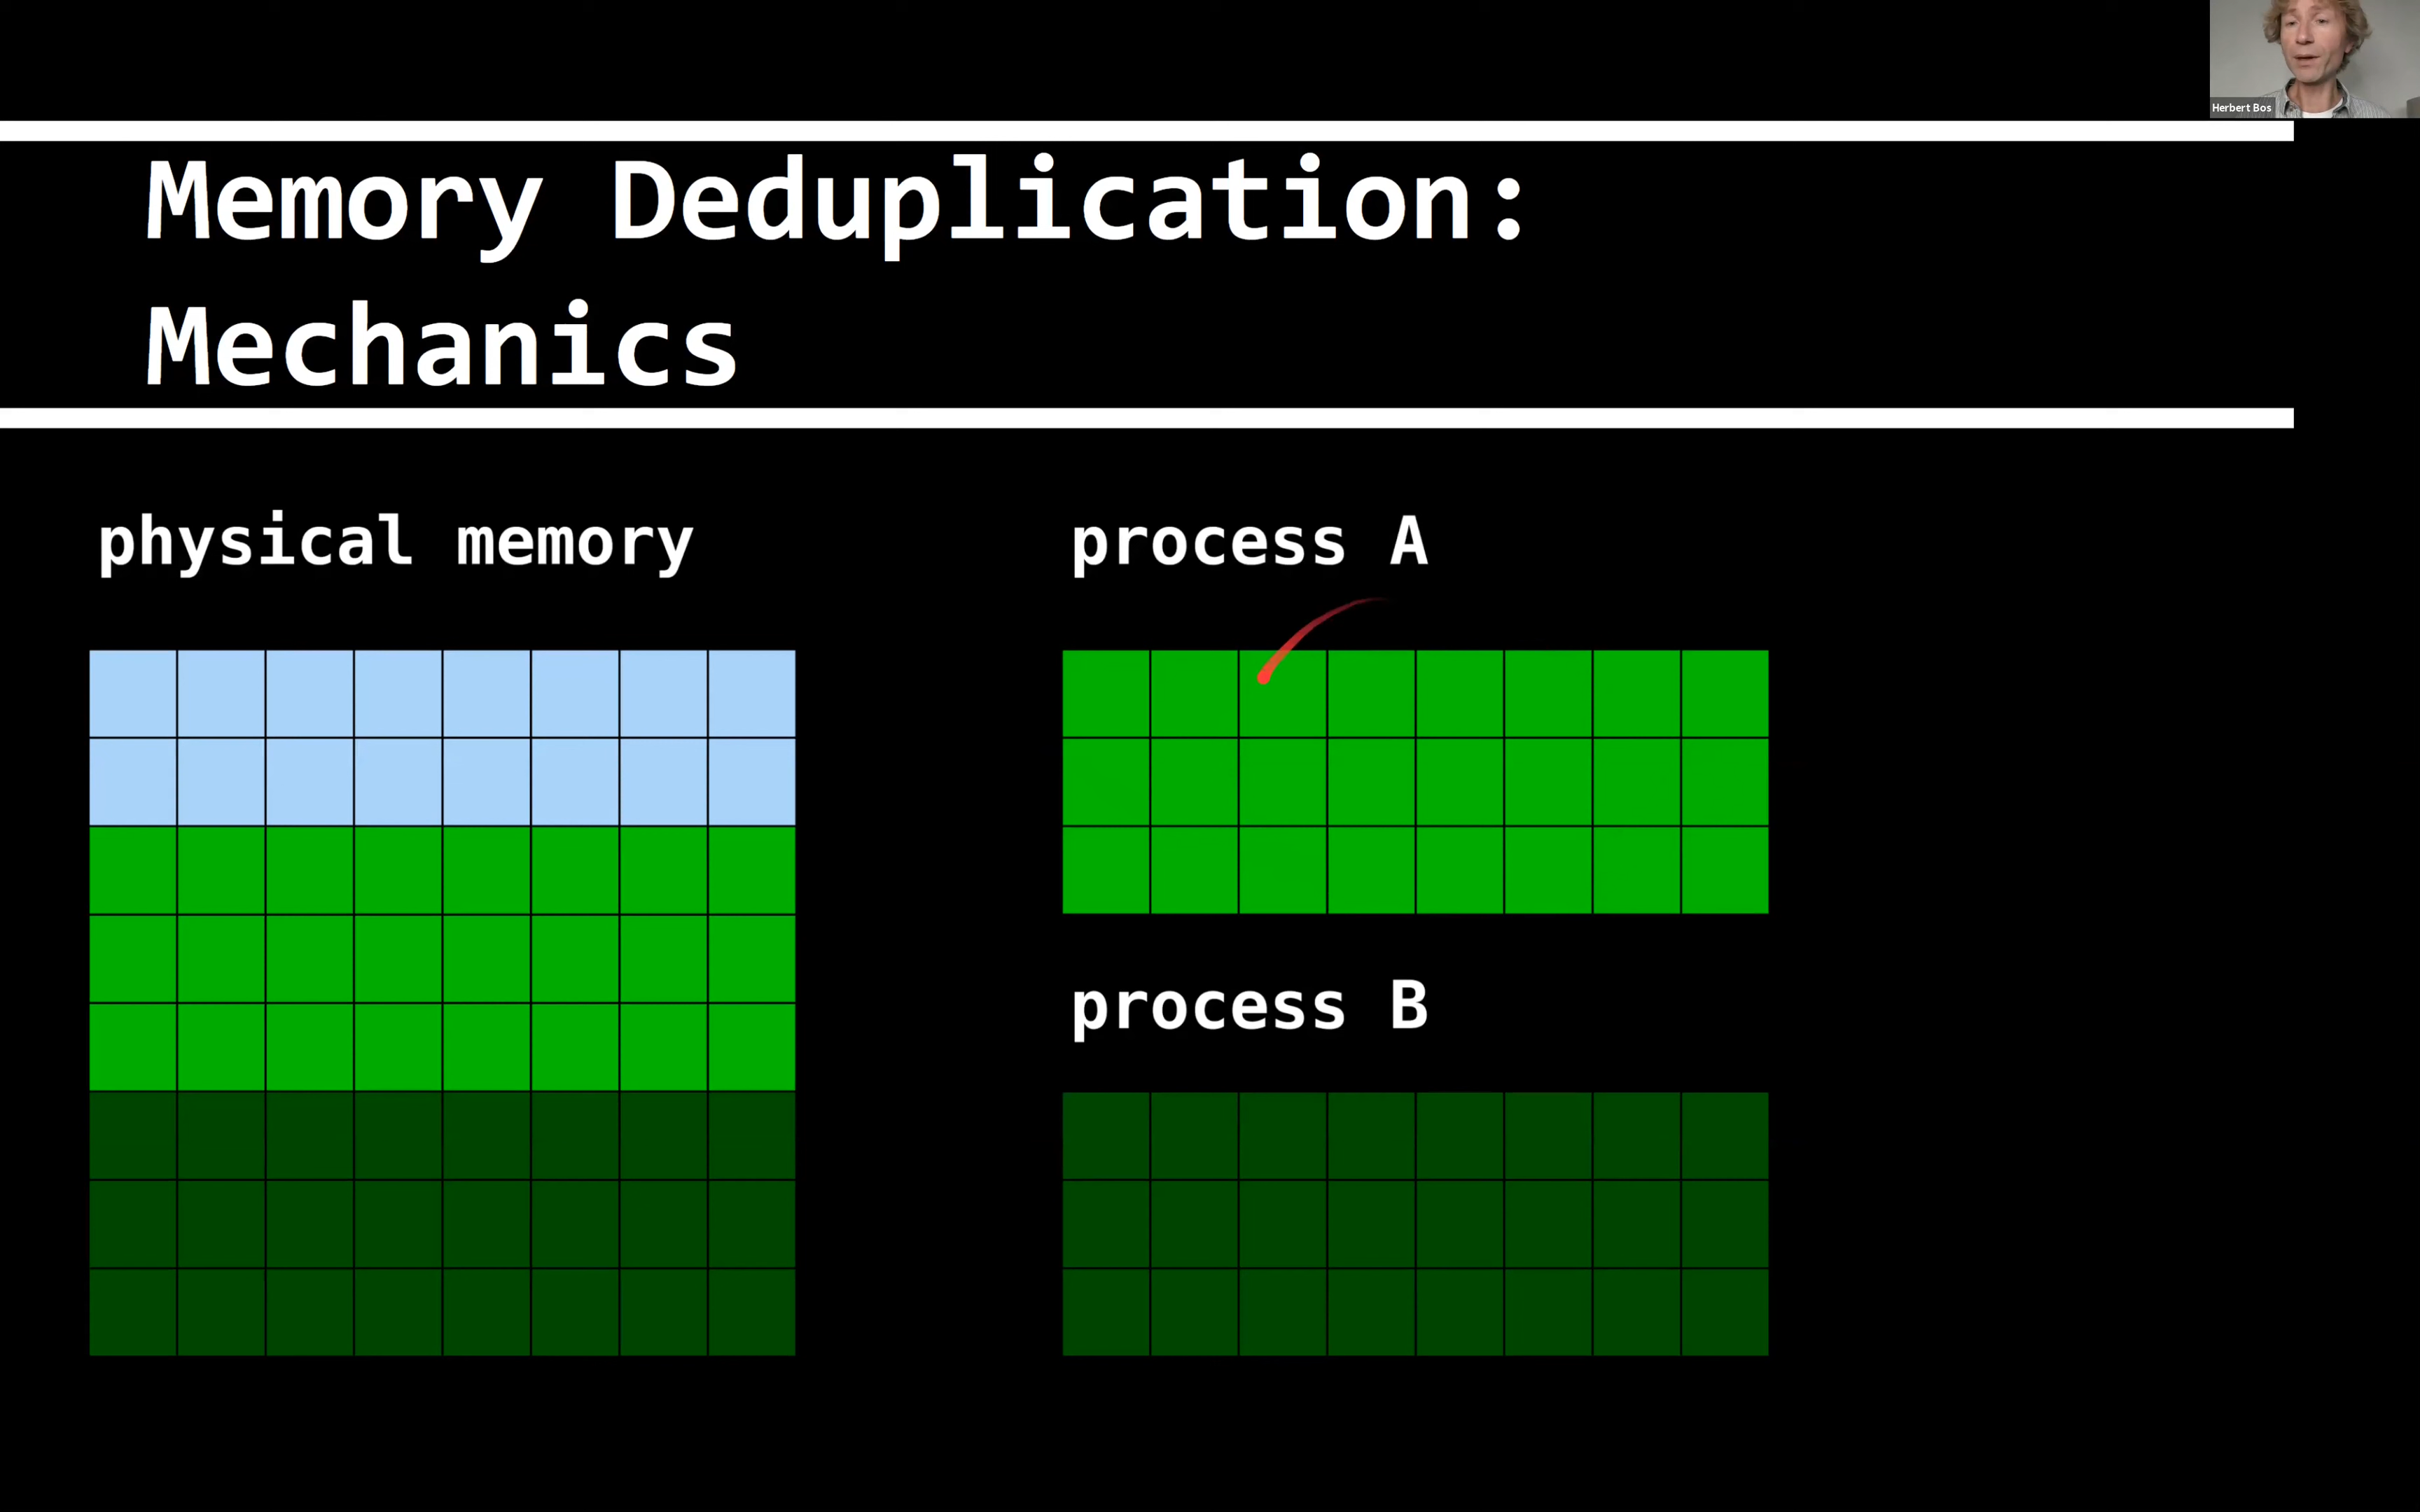 Herbert Bos
Memory Deduplication:
Mechanics
physical memory
process A
process B